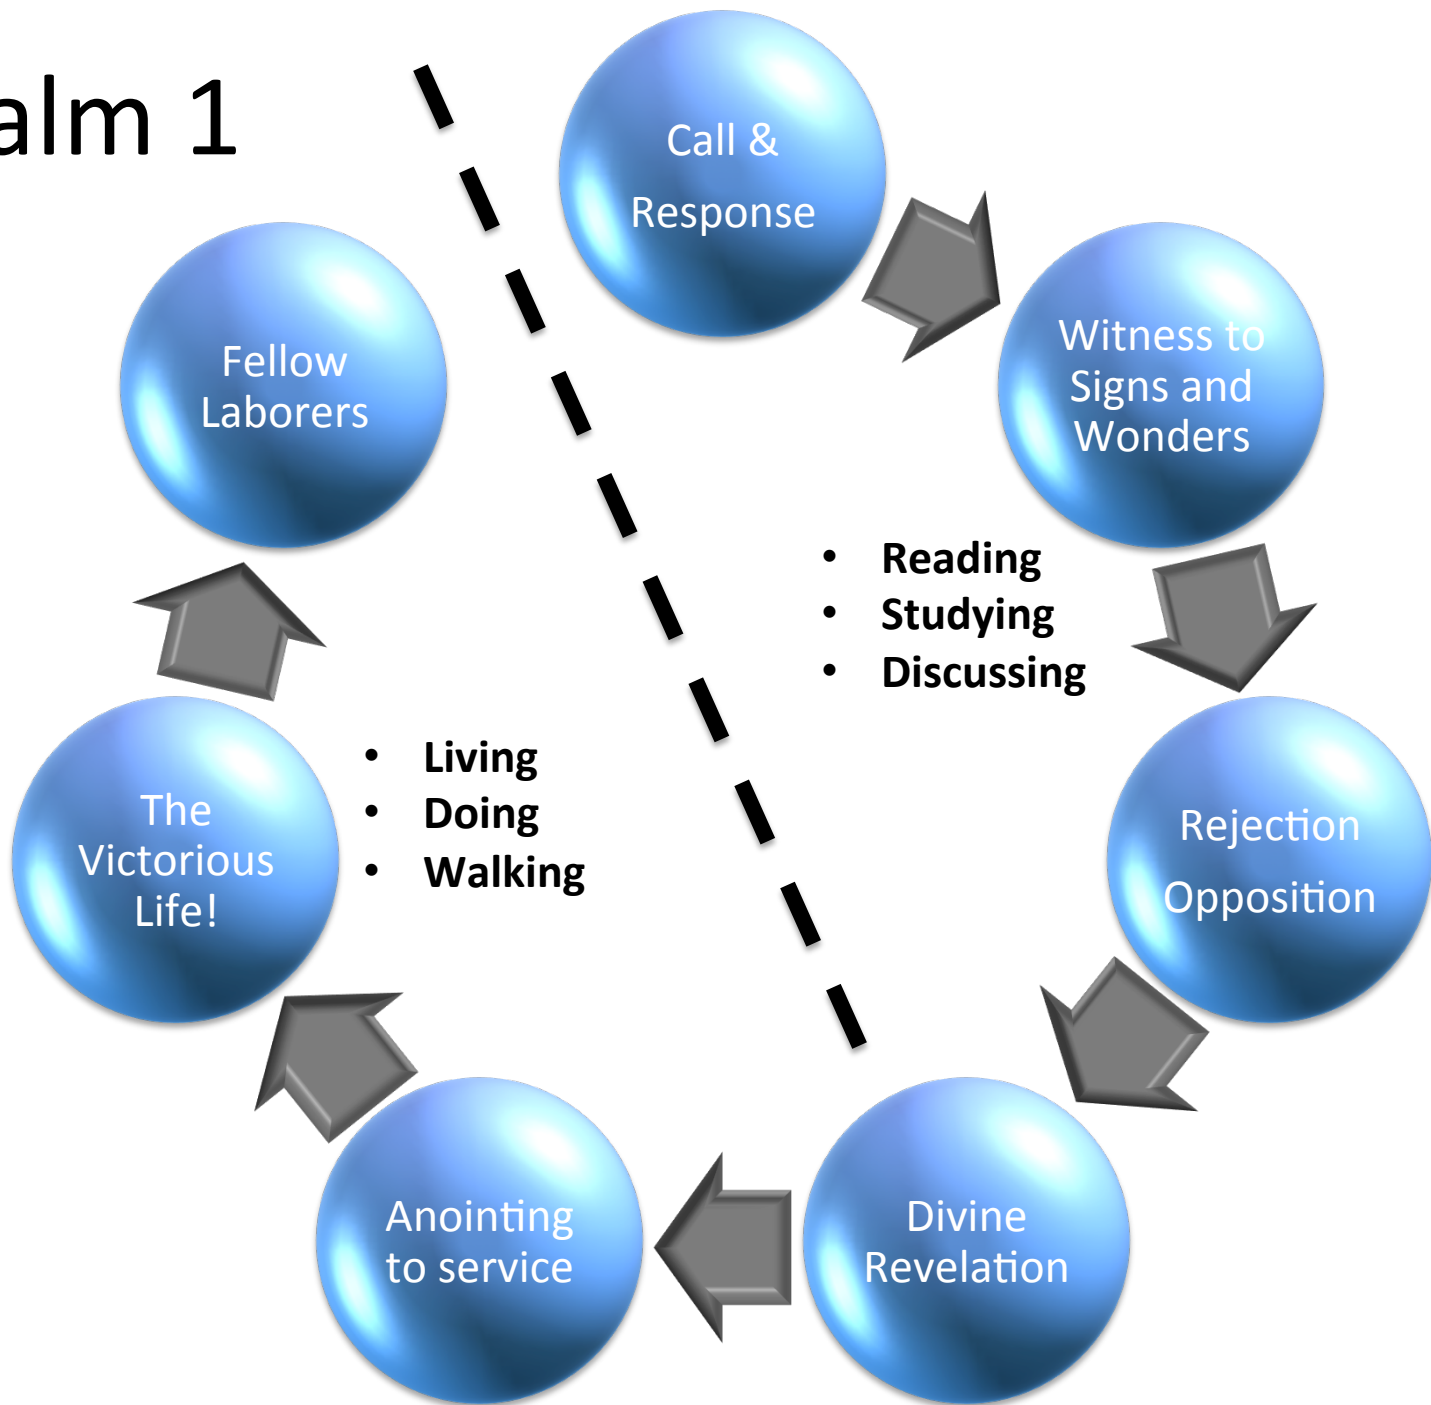 alm 1
Call &
Response
Witness to
Signs and
Wonders
Rejection
Opposition
Divine
Revelation
Anointing
to service
The
Victorious
Life!
Fellow
Laborers
• Reading
• Studying
• Discussing
• Living
• Doing
• Walking